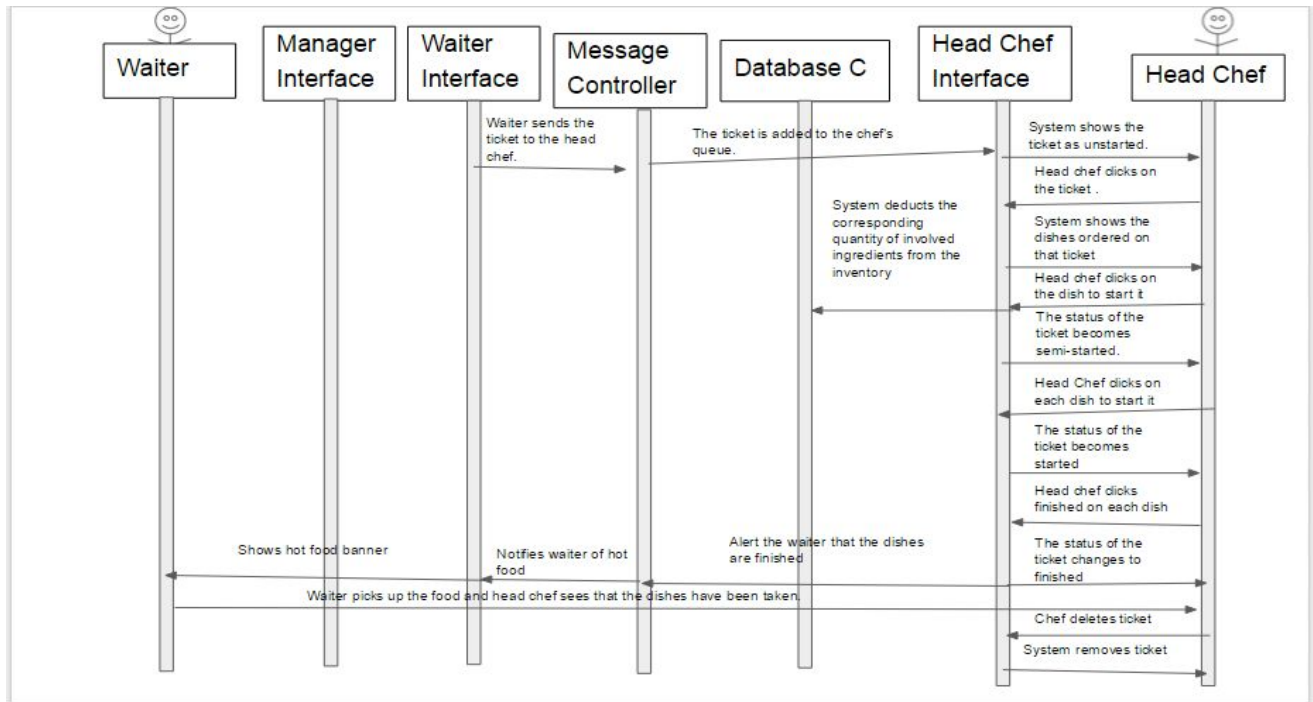 Waiter
Manager
Interface
Waiter
Interface
Message
Controller
Database C
Head Chef
Interface
Head Chef
Waiter sends the
ticket to the head
chef.
The ticket is added to the chef's
queue.
System shows the
ticket as unstarted.
Head chef clicks on
the ticket .
System deducts the
corresponding
quantity of involved
ingredients from the
inventory
System shows the
dishes ordered on
that ticket
Head chef clicks on
the dish to start it
The status of the
ticket becomes
semi-started.
Head Chef clicks on
each dish to start it
The status of the
ticket becomes
started
Head chef clicks
finished on each dish
Shows hot food banner
Notfies waiter of hot
food
Alert the waiter that the dishes
are finished
The status of the
ticket changes to
finished
Waiter picks up the food and head chef sees that the dishes have been taken.
Chef deletes ticket
System removes ticket